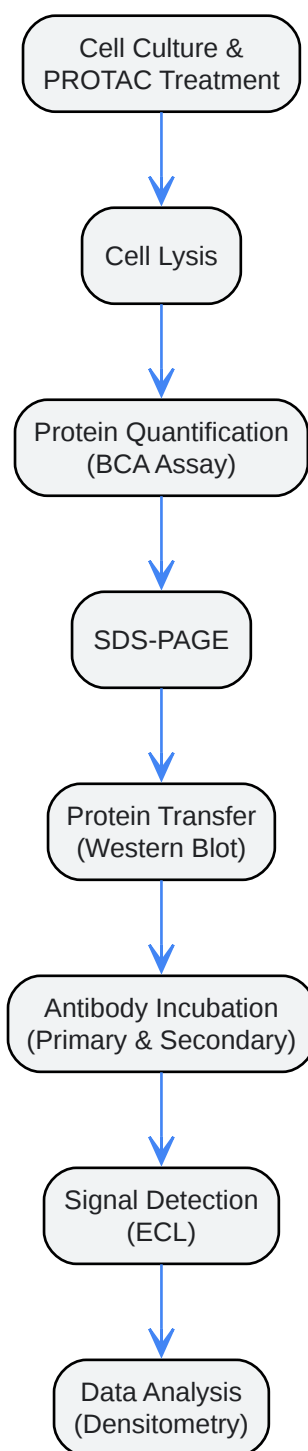 Cell Culture &
PROTAC Treatment
Cell Lysis
Protein Quantification
(BCA Assay)
SDS-PAGE
Protein Transfer
(Western Blot)
Antibody Incubation
(Primary & Secondary)
Signal Detection
(ECL)
Data Analysis
(Densitometry)